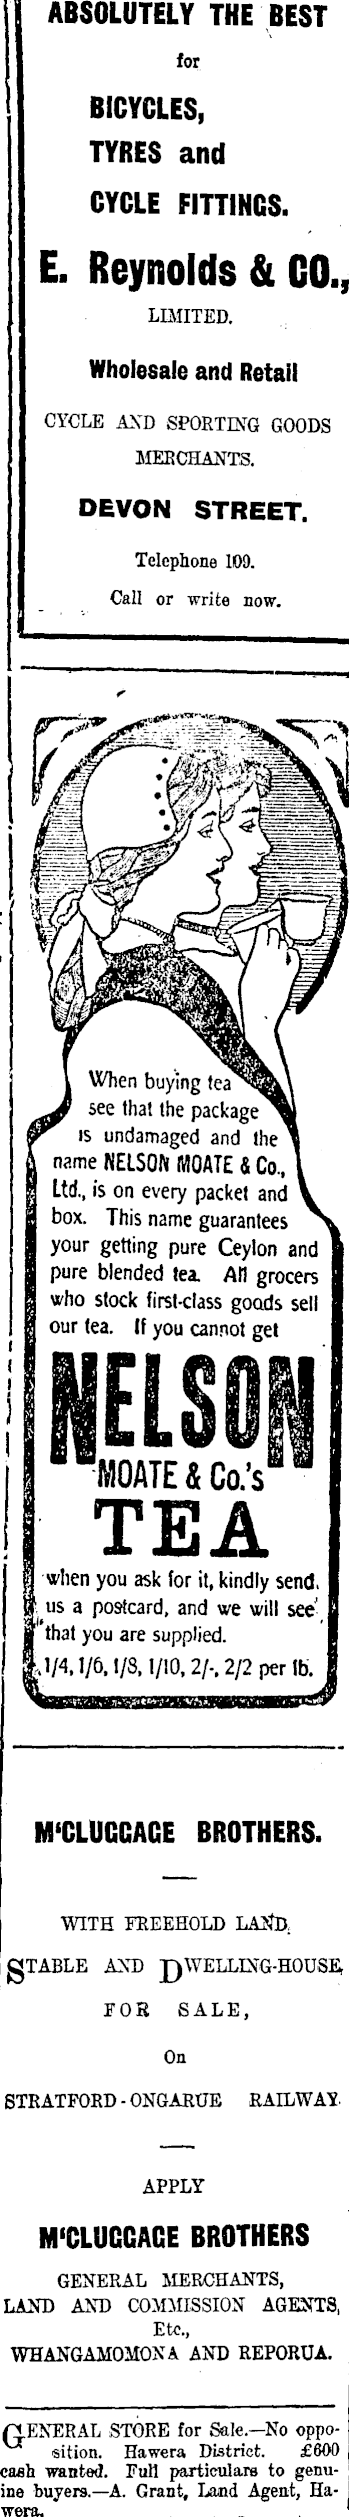 ABSOLUTELY THE BEST
for
BICYCLES,
TYRES and
CYCLE FITTINGS.
E. Reynolds & CO.,
LIMITED.
Wholesale and Retail
CYCLE AND SPORTING GOODS
MERCHANTS.
DEVON STREET.
Telephone 109.
Call or write now.
When buying tea
see that the package
is undamaged and the
name NELSON MOATE & Co.,
Ltd., is on every packet and
box. This name guarantees
your getting pure Ceylon and
pure blended tea. All grocers
who stock first-class goods sell
our tea. If you cannot get
NELSON
MOATE & Co.'s
TEA
when you ask for it, kindly send
us a postcard, and we will see
that you are supplied.
1/4, 1/6, 1/8, 1/10, 2/-, 2/2 per lb.
M'CLUGGAGE BROTHERS.
WITH FREEHOLD LAND,
STABLE AND DWELLING-HOUSE,
FOR SALE,
On
STRATFORD-ONGARUE RAILWAY.
APPLY
M'CLUGGAGE BROTHERS
GENERAL MERCHANTS,
LAND AND COMMISSION AGENTS,
Etc.,
WHANGAMOMONA AND REPORUA.
GENERAL STORE for Sale.—No oppo-
sition. Hawera District. £600
cash wanted. Full particulars to genu-
ine buyers.—A. Grant, Land Agent, Ha-
wera.